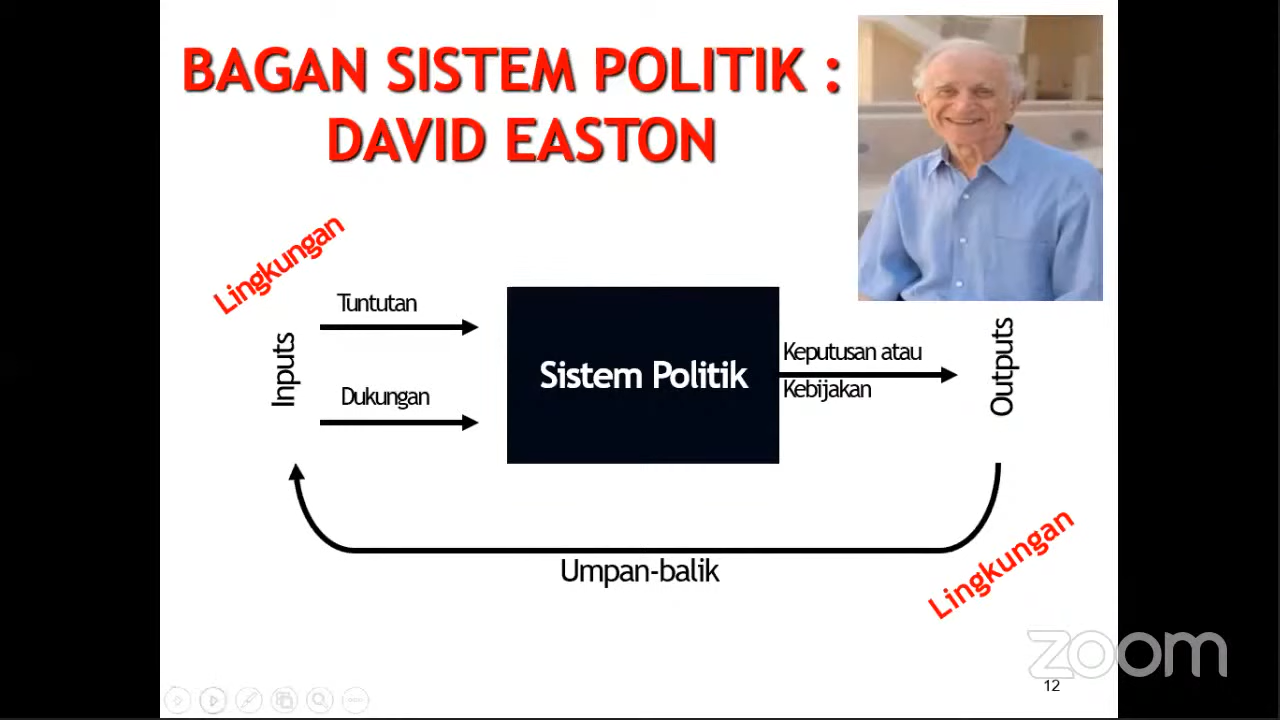 BAGAN SISTEM POLITIK :
DAVID EASTON
Lingkungan
Tuntutan
Inputs
Dukungan
Sistem Politik
Keputusan atau
Kebijakan
Outputs
Umpan-balik
Lingkungan
zoom
12